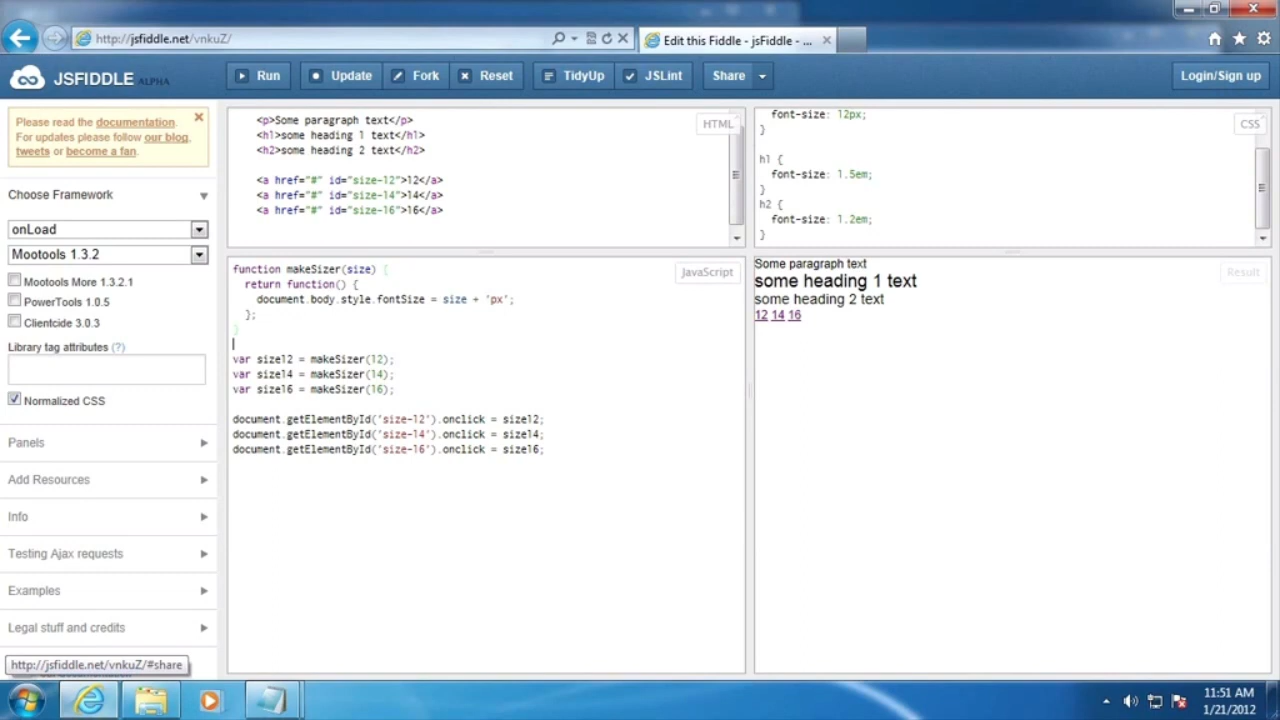 http://jsfiddle.net/vnkuZ/
Edit this Fiddle - jsFiddle - ...
JSFIDDLE ALPHA
Run
Update
Fork
Reset
TidyUp
JSLint
Share
Login/Sign up
Please read the documentation.
For updates please follow our blog,
tweets or become a fan.
Choose Framework
onLoad
Mootools 1.3.2
Mootools More 1.3.2.1
PowerTools 1.0.5
Clientcide 3.0.3
Library tag attributes (?)
Normalized CSS
Panels
Add Resources
Info
Testing Ajax requests
Examples
Legal stuff and credits
http://jsfiddle.net/vnkuZ/#share
HTML
<p>Some paragraph text</p>
<h1>some heading 1 text</h1>
<h2>some heading 2 text</h2>
<a href="#" id="size-12">12</a>
<a href="#" id="size-14">14</a>
<a href="#" id="size-16">16</a>
CSS
font-size: 12px;
}
h1 {
font-size: 1.5em;
}
h2 {
font-size: 1.2em;
}
JavaScript
function makeSizer(size) {
return function() {
document.body.style.fontSize = size + 'px';
};
}
var size12 = makeSizer(12);
var size14 = makeSizer(14);
var size16 = makeSizer(16);
document.getElementById('size-12').onclick = size12;
document.getElementById('size-14').onclick = size14;
document.getElementById('size-16').onclick = size16;
Result
Some paragraph text
some heading 1 text
some heading 2 text
12 14 16
11:51 AM
1/21/2012